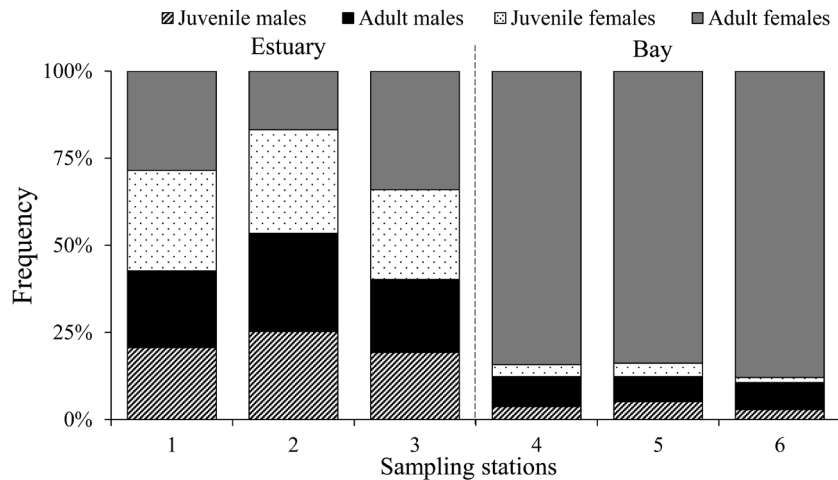 Juvenile males Adult males Juvenile females Adult females
Estuary Bay
100%
75%
50%
25%
0%
Frequency
1 2 3 4 5 6
Sampling stations